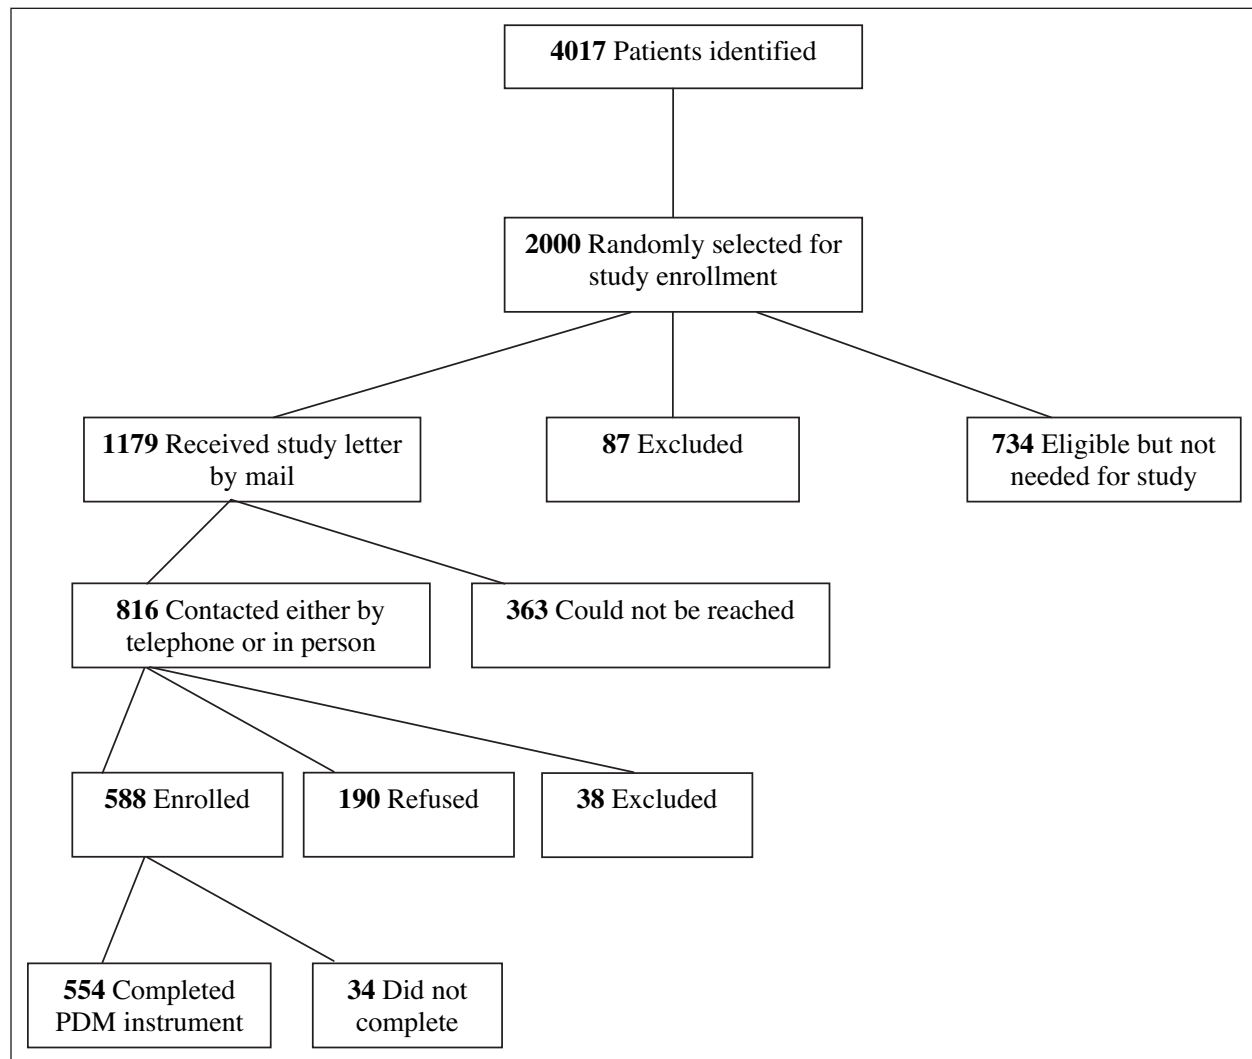 4017 Patients identified
2000 Randomly selected for
study enrollment
1179 Received study letter
by mail
87 Excluded
734 Eligible but not
needed for study
816 Contacted either by
telephone or in person
363 Could not be reached
588 Enrolled
190 Refused
38 Excluded
554 Completed
PDM instrument
34 Did not
complete